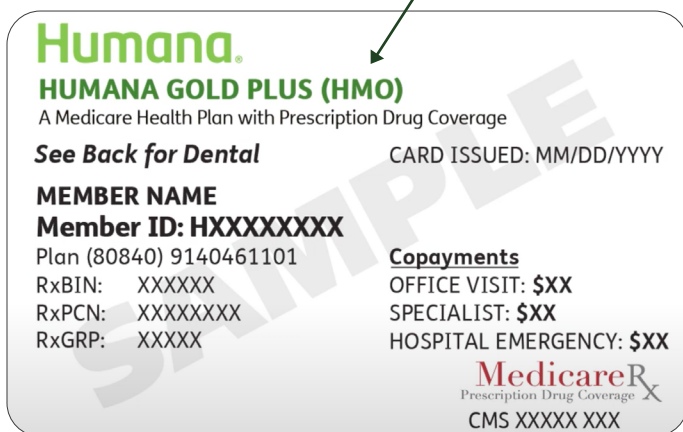 Humana.
HUMANA GOLD PLUS (HMO)
A Medicare Health Plan with Prescription Drug Coverage
See Back for Dental
CARD ISSUED: MM/DD/YYYY
MEMBER NAME
Member ID: HXXXXXXXX
Plan (80840) 9140461101
RxBIN: XXXXXX
RxPCN: XXXXXXXX
RxGRP: XXXXX
Copayments
OFFICE VISIT: $XX
SPECIALIST: $XX
HOSPITAL EMERGENCY: $XX
MedicareRx
Prescription Drug Coverage
CMS XXXXX XXX
SAMPLE